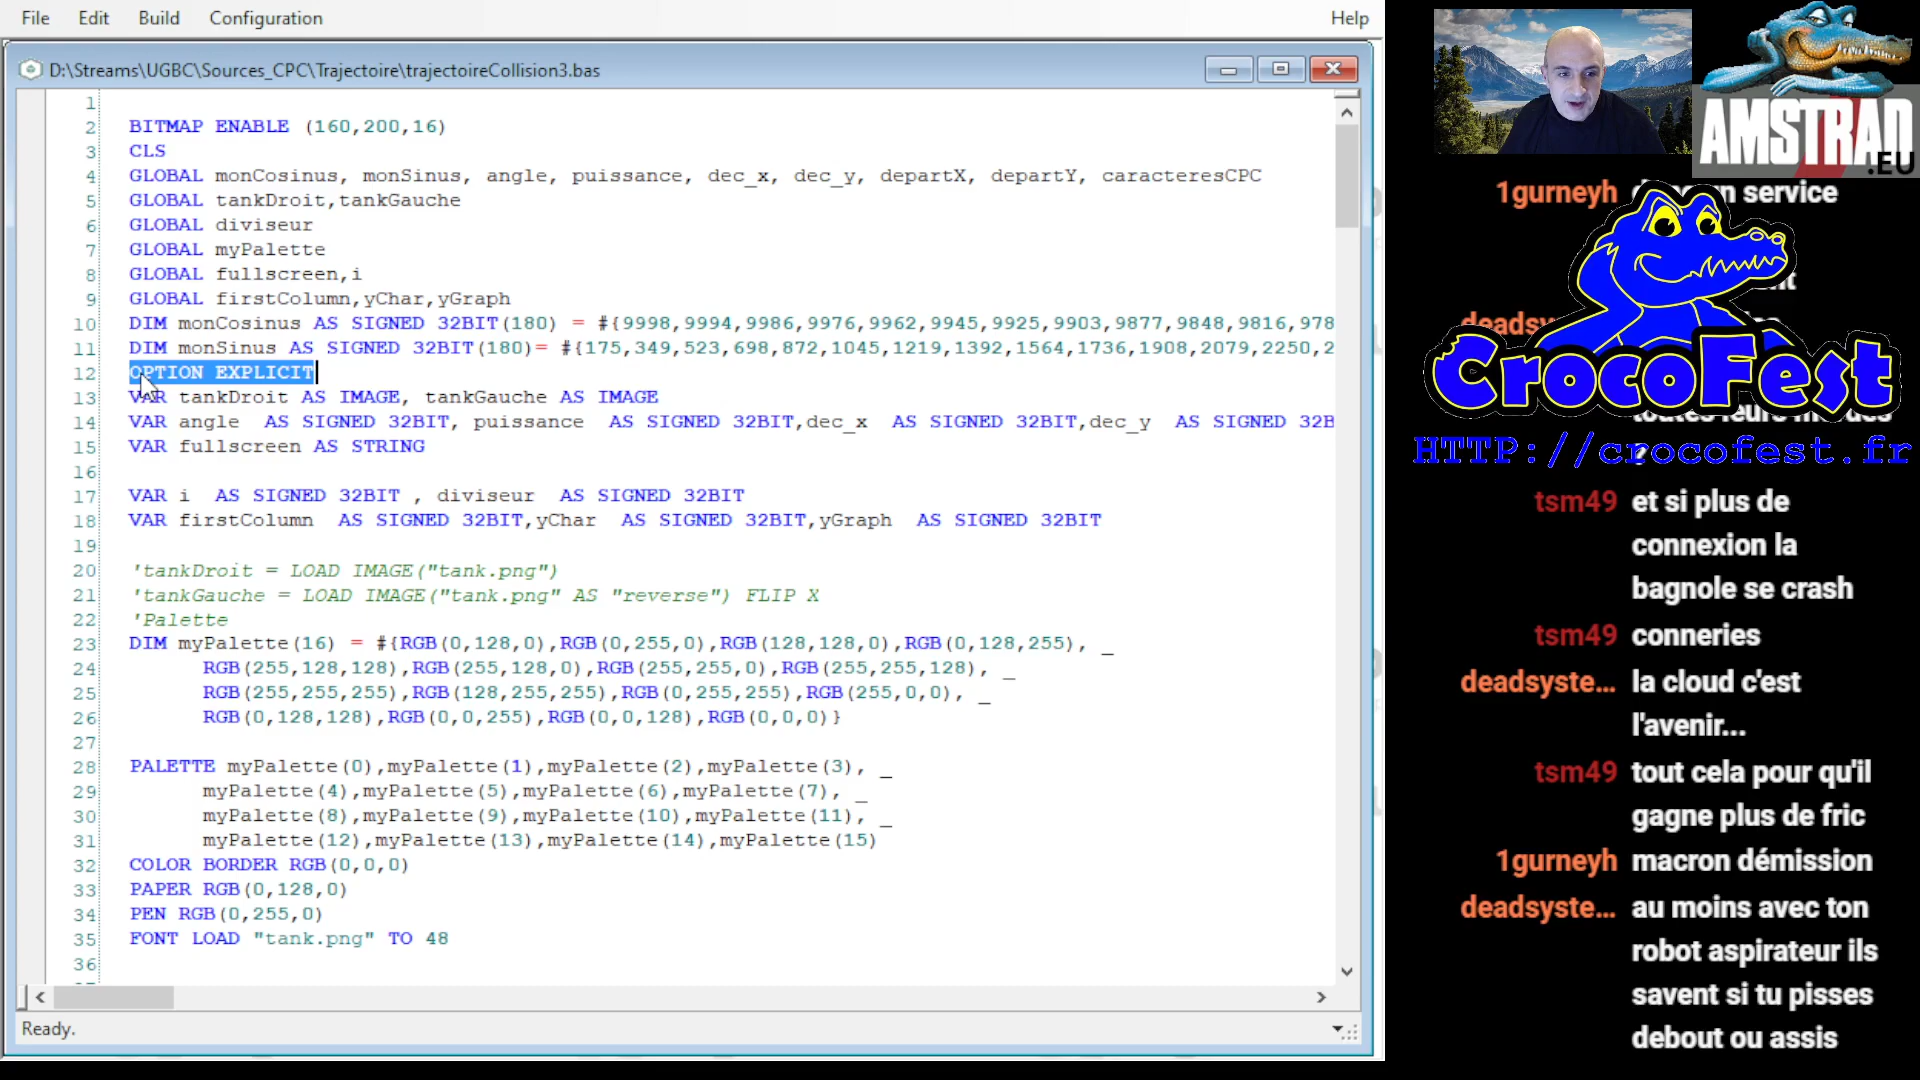 File Edit Build Configuration Help
D:\Streams\UGBC\Sources_CPC\Trajectoire\trajectoireCollision3.bas
1
2 BITMAP ENABLE (160,200,16)
3 CLS
4 GLOBAL monCosinus, monSinus, angle, puissance, dec_x, dec_y, departX, departY, caracteresCPC
5 GLOBAL tankDroit,tankGauche
6 GLOBAL diviseur
7 GLOBAL myPalette
8 GLOBAL fullscreen,i
9 GLOBAL firstColumn,yChar,yGraph
10 DIM monCosinus AS SIGNED 32BIT(180) = #{9998,9994,9986,9976,9962,9945,9925,9903,9877,9848,9816,978
11 DIM monSinus AS SIGNED 32BIT(180)= #{175,349,523,698,872,1045,1219,1392,1564,1736,1908,2079,2250,2
12 OPTION EXPLICIT
13 VAR tankDroit AS IMAGE, tankGauche AS IMAGE
14 VAR angle AS SIGNED 32BIT, puissance AS SIGNED 32BIT,dec_x AS SIGNED 32BIT,dec_y AS SIGNED 32B
15 VAR fullscreen AS STRING
16
17 VAR i AS SIGNED 32BIT , diviseur AS SIGNED 32BIT
18 VAR firstColumn AS SIGNED 32BIT,yChar AS SIGNED 32BIT,yGraph AS SIGNED 32BIT
19
20 'tankDroit = LOAD IMAGE("tank.png")
21 'tankGauche = LOAD IMAGE("tank.png" AS "reverse") FLIP X
22 'Palette
23 DIM myPalette(16) = #{RGB(0,128,0),RGB(0,255,0),RGB(128,128,0),RGB(0,128,255), _
24 RGB(255,128,128),RGB(255,128,0),RGB(255,255,0),RGB(255,255,128), _
25 RGB(255,255,255),RGB(128,255,255),RGB(0,255,255),RGB(255,0,0), _
26 RGB(0,128,128),RGB(0,0,255),RGB(0,0,128),RGB(0,0,0)}
27
28 PALETTE myPalette(0),myPalette(1),myPalette(2),myPalette(3), _
29 myPalette(4),myPalette(5),myPalette(6),myPalette(7), _
30 myPalette(8),myPalette(9),myPalette(10),myPalette(11), _
31 myPalette(12),myPalette(13),myPalette(14),myPalette(15)
32 COLOR BORDER RGB(0,0,0)
33 PAPER RGB(0,128,0)
34 PEN RGB(0,255,0)
35 FONT LOAD "tank.png" TO 48
36
Ready.
AMSTRAD
.EU
1gurneyh service
deadsy
CrocoFest
HTTP://crocofest.fr
tsm49 et si plus de
connexion la
bagnole se crash
tsm49 conneries
deadsyste... la cloud c'est
l'avenir...
tsm49 tout cela pour qu'il
gagne plus de fric
1gurneyh macron démission
deadsyste... au moins avec ton
robot aspirateur ils
savent si tu pisses
debout ou assis